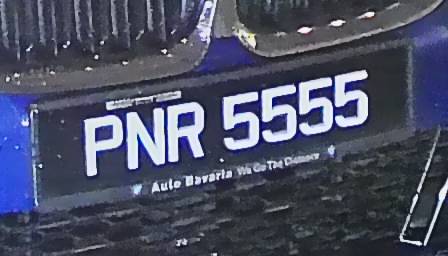 PNR 5555
Auto Bavaria We Go The Distance